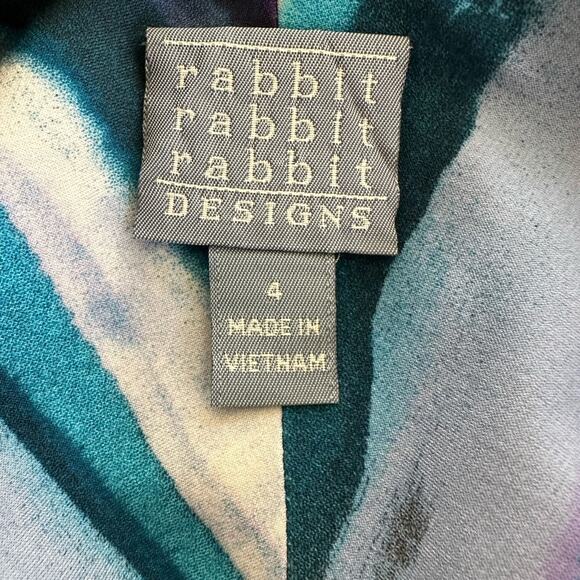 rabbit
rabbit
rabbit
DESIGNS
4
MADE IN
VIETNAM